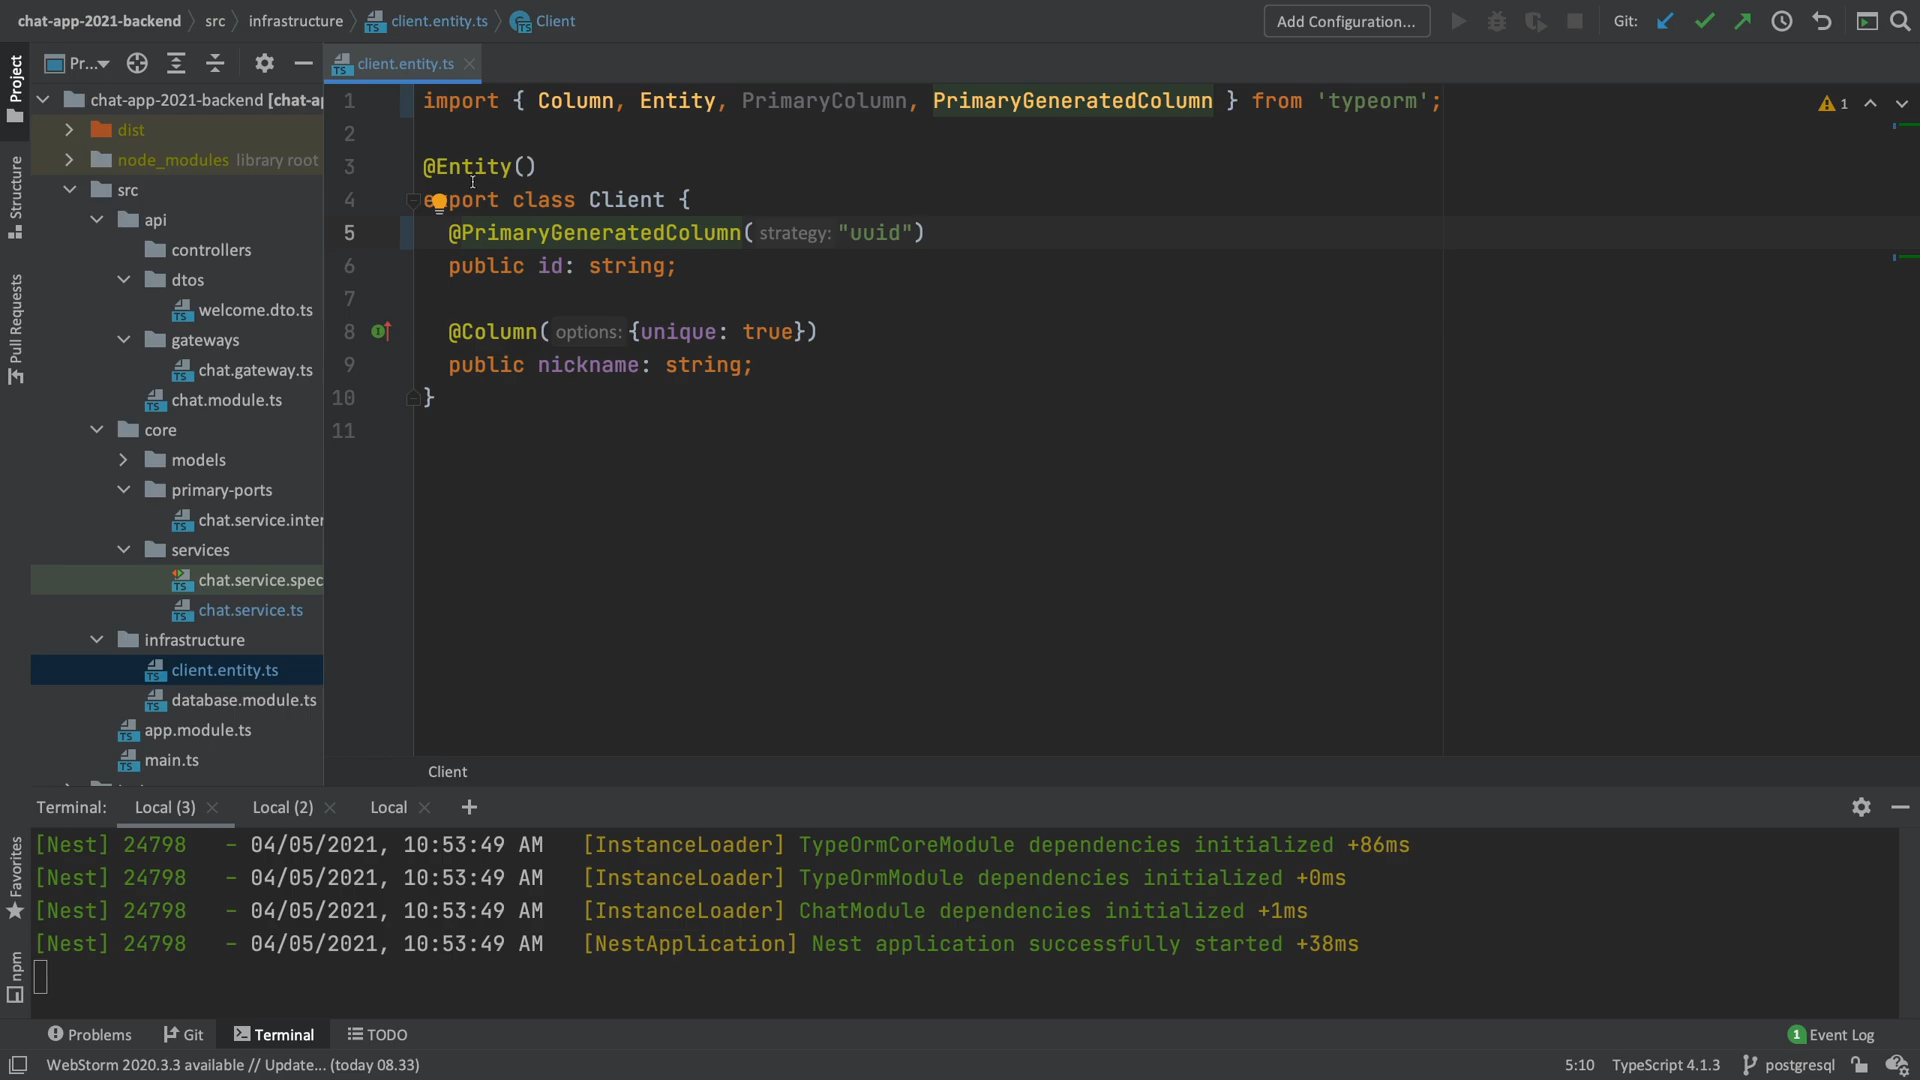 chat-app-2021-backend src infrastructure client.entity.ts Client Add Configuration... Git:
Project Pr... client.entity.ts
chat-app-2021-backend [chat-ap
dist
node_modules library root
src
api
controllers
dtos
welcome.dto.ts
gateways
chat.gateway.ts
chat.module.ts
core
models
primary-ports
chat.service.inter
services
chat.service.spec
chat.service.ts
infrastructure
client.entity.ts
database.module.ts
app.module.ts
main.ts
Structure
Pull Requests
Favorites
npm
1 import { Column, Entity, PrimaryColumn, PrimaryGeneratedColumn } from 'typeorm'; 1
2
3 @Entity()
4 export class Client {
5 @PrimaryGeneratedColumn( strategy: "uuid")
6 public id: string;
7
8 @Column( options: {unique: true})
9 public nickname: string;
10 }
11
Client
Terminal: Local (3) Local (2) Local
[Nest] 24798 - 04/05/2021, 10:53:49 AM [InstanceLoader] TypeOrmCoreModule dependencies initialized +86ms
[Nest] 24798 - 04/05/2021, 10:53:49 AM [InstanceLoader] TypeOrmModule dependencies initialized +0ms
[Nest] 24798 - 04/05/2021, 10:53:49 AM [InstanceLoader] ChatModule dependencies initialized +1ms
[Nest] 24798 - 04/05/2021, 10:53:49 AM [NestApplication] Nest application successfully started +38ms
Problems Git Terminal TODO 1 Event Log
WebStorm 2020.3.3 available // Update... (today 08.33) 5:10 TypeScript 4.1.3 postgresql